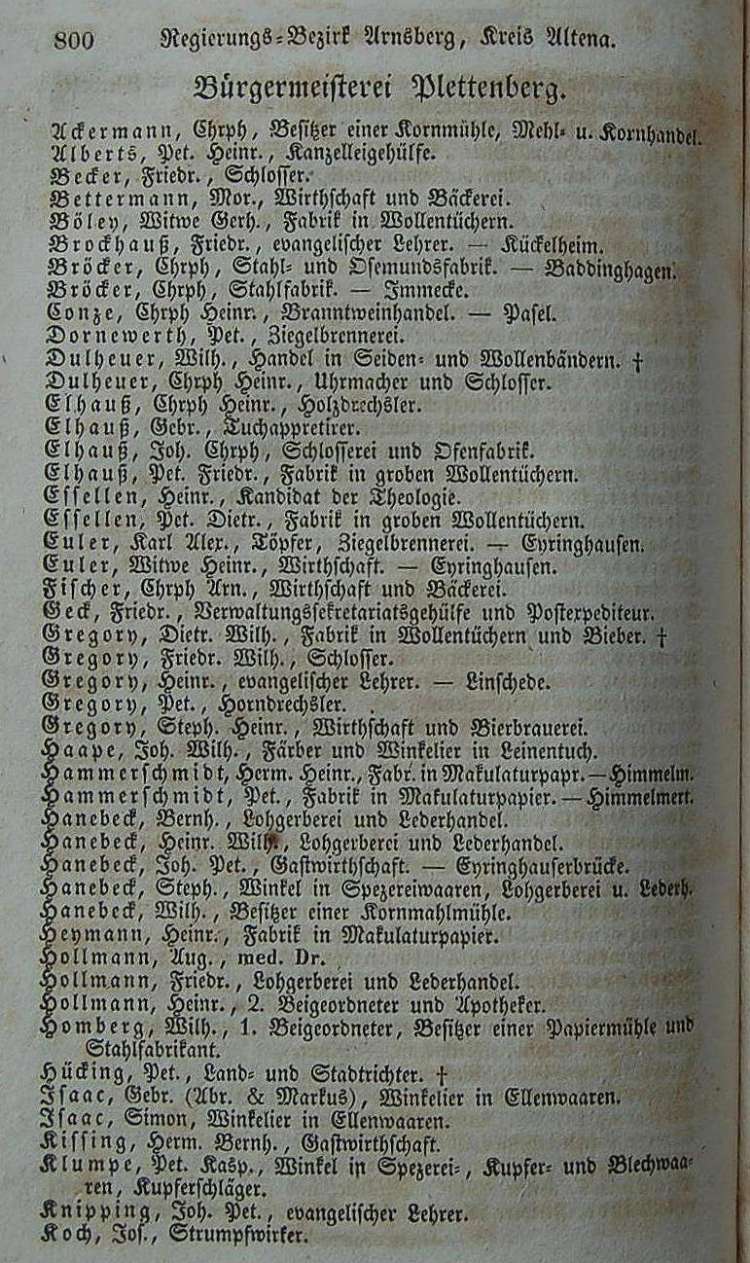 800 Regierungs-Bezirk Arnsberg, Kreis Altena.
Bürgermeisterei Plettenberg.
Ackermann, Chrph, Besitzer einer Kornmühle, Mehl- u. Kornhandel.
Alberts, Pet. Heinr., Kanzelleigehülfe.
Becker, Friedr., Schlosser.
Bettermann, Mor., Wirthschaft und Bäckerei.
Böley, Witwe Gerh., Fabrik in Wollentüchern.
Brockhauß, Friedr., evangelischer Lehrer. — Kückelheim.
Bröcker, Chrph, Stahl- und Osemundsfabrik. — Baddinghagen.
Bröcker, Chrph, Stahlfabrik. — Immecke.
Conze, Chrph Heinr., Branntweinhandel. — Pasel.
Dornewerth, Pet., Ziegelbrennerei.
Dulheuer, Wilh., Handel in Seiden- und Wollenbändern. †
Dulheuer, Chrph Heinr., Uhrmacher und Schlosser.
Elhauß, Chrph Heinr., Holzdrechsler.
Elhauß, Gebr., Tuchappretirer.
Elhauß, Joh. Chrph, Schlosserei und Ofenfabrik.
Elhauß, Pet. Friedr., Fabrik in groben Wollentüchern.
Essellen, Heinr., Kandidat der Theologie.
Essellen, Pet. Dietr., Fabrik in groben Wollentüchern.
Euler, Karl Alex., Töpfer, Ziegelbrennerei. — Eyringhausen.
Euler, Witwe Heinr., Wirthschaft. — Eyringhausen.
Fischer, Chrph Arn., Wirthschaft und Bäckerei.
Geck, Friedr., Verwaltungssekretariatsgehülfe und Postexpediteur.
Gregory, Dietr. Wilh., Fabrik in Wollentüchern und Bieber. †
Gregory, Friedr. Wilh., Schlosser.
Gregory, Heinr., evangelischer Lehrer. — Linschede.
Gregory, Pet., Horndrechsler.
Gregory, Steph. Heinr., Wirthschaft und Bierbrauerei.
Haape, Joh. Wilh., Färber und Winkelier in Leinentuch.
Hammerschmidt, Herm. Heinr., Fabr. in Makulaturpapr. — Himmelm.
Hammerschmidt, Pet., Fabrik in Makulaturpapier. — Himmelmert.
Hanebeck, Bernh., Lohgerberei und Lederhandel.
Hanebeck, Heinr. Wilh., Lohgerberei und Lederhandel.
Hanebeck, Joh. Pet., Gastwirthschaft. — Eyringhauserbrücke.
Hanebeck, Steph., Winkel in Spezereiwaaren, Lohgerberei u. Lederh.
Hanebeck, Wilh., Besitzer einer Kornmahlmühle.
Heymann, Heinr., Fabrik in Makulaturpapier.
Hollmann, Aug., med. Dr.
Hollmann, Friedr., Lohgerberei und Lederhandel.
Hollmann, Heinr., 2. Beigeordneter und Apotheker.
Homberg, Wilh., 1. Beigeordneter, Besitzer einer Papiermühle und
Stahlfabrikant.
Hücking, Pet., Land- und Stadtrichter. †
Isaac, Gebr. (Abr. & Markus), Winkelier in Ellenwaaren.
Isaac, Simon, Winkelier in Ellenwaaren.
Kissing, Herm. Bernh., Gastwirthschaft.
Klumpe, Pet. Kasp., Winkel in Spezerei-, Kupfer- und Blechwaa-
ren, Kupferschläger.
Knipping, Joh. Pet., evangelischer Lehrer.
Koch, Jos., Strumpfwirker.